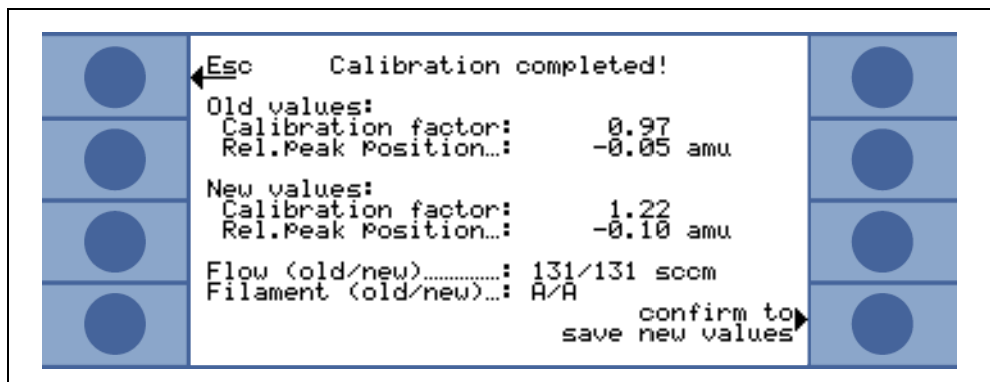 Esc Calibration completed!
Old values:
Calibration factor: 0.97
Rel.Peak Position…: -0.05 amu
New values:
Calibration factor: 1.22
Rel.Peak Position…: -0.10 amu
Flow (old/new)……………: 131/131 sccm
Filament (old/new)…: A/A
confirm to
save new values